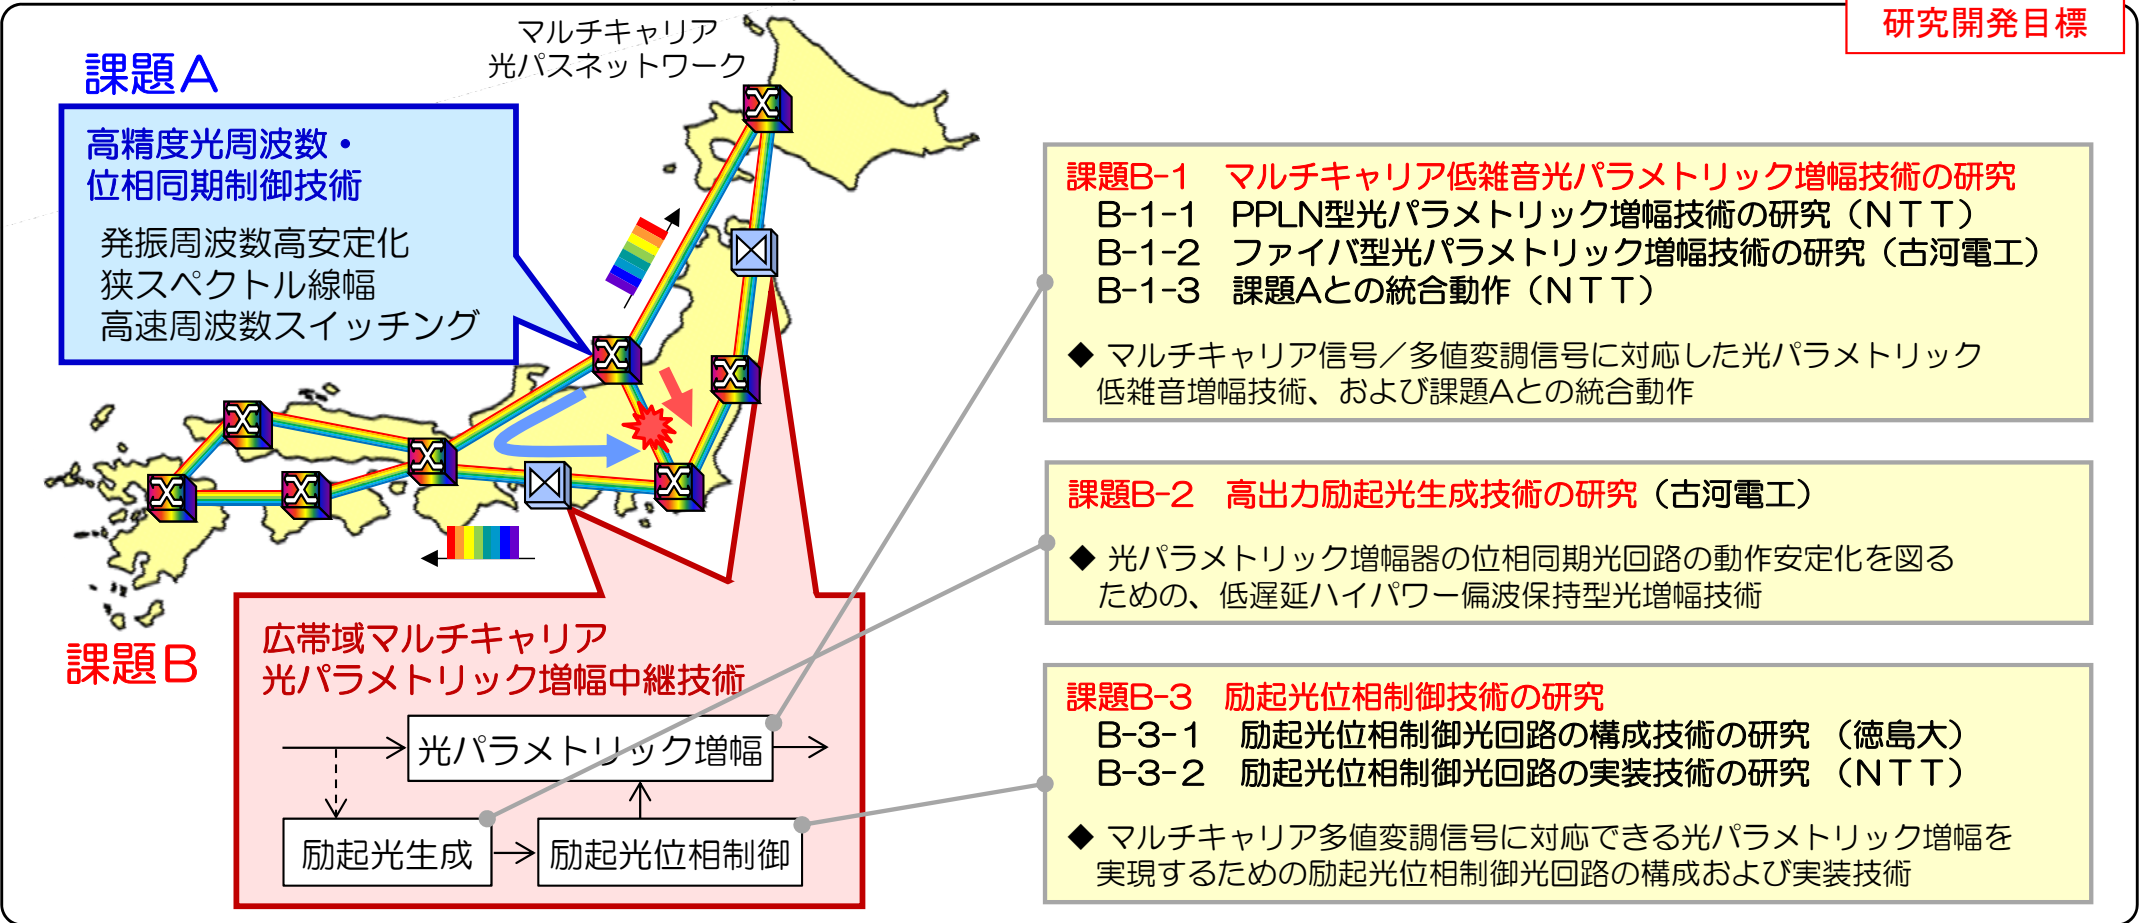 研究開発目標
マルチキャリア
光パスネットワーク
課題A
高精度光周波数・
位相同期制御技術
発振周波数高安定化
狭スペクトル線幅
高速周波数スイッチング
課題B
広帯域マルチキャリア
光パラメトリック増幅中継技術
光パラメトリック増幅
励起光生成
励起光位相制御
課題B-1　マルチキャリア低雑音光パラメトリック増幅技術の研究
B-1-1　PPLN型光パラメトリック増幅技術の研究（ＮＴＴ）
B-1-2　ファイバ型光パラメトリック増幅技術の研究（古河電工）
B-1-3　課題Aとの統合動作（ＮＴＴ）
◆ マルチキャリア信号／多値変調信号に対応した光パラメトリック
低雑音増幅技術、および課題Aとの統合動作
課題B-2　高出力励起光生成技術の研究（古河電工）
◆ 光パラメトリック増幅器の位相同期光回路の動作安定化を図る
ための、低遅延ハイパワー偏波保持型光増幅技術
課題B-3　励起光位相制御技術の研究
B-3-1　励起光位相制御光回路の構成技術の研究 （徳島大）
B-3-2　励起光位相制御光回路の実装技術の研究 （ＮＴＴ）
◆ マルチキャリア多値変調信号に対応できる光パラメトリック増幅を
実現するための励起光位相制御光回路の構成および実装技術